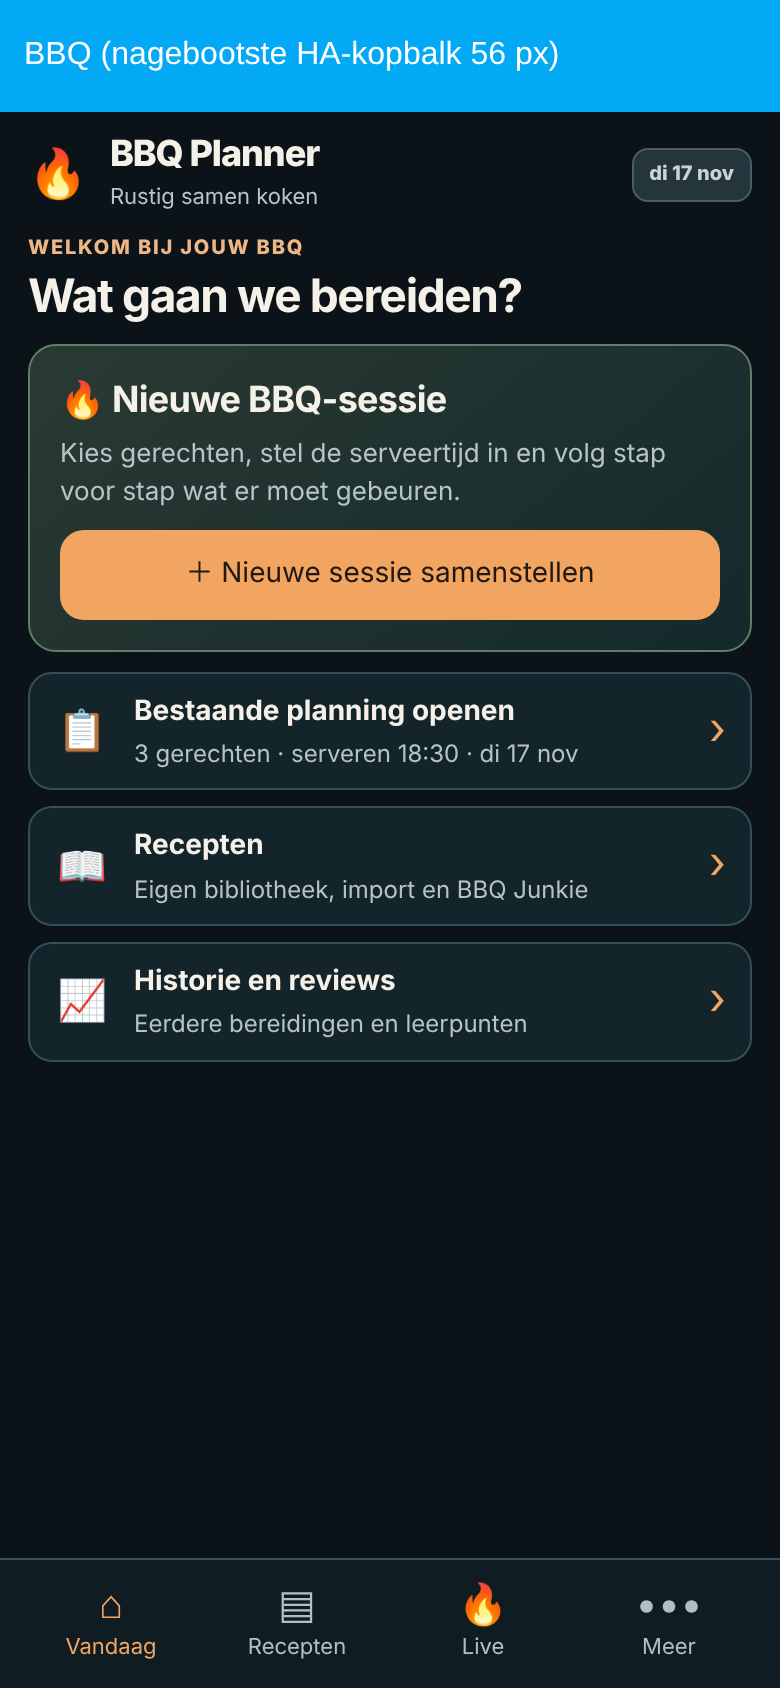 BBQ (nagebootste HA-kopbalk 56 px)
BBQ Planner
Rustig samen koken
di 17 nov
WELKOM BIJ JOUW BBQ
Wat gaan we bereiden?
Nieuwe BBQ-sessie
Kies gerechten, stel de serveertijd in en volg stap
voor stap wat er moet gebeuren.
+ Nieuwe sessie samenstellen
Bestaande planning openen
3 gerechten · serveren 18:30 · di 17 nov
Recepten
Eigen bibliotheek, import en BBQ Junkie
Historie en reviews
Eerdere bereidingen en leerpunten
Vandaag
Recepten
Live
Meer